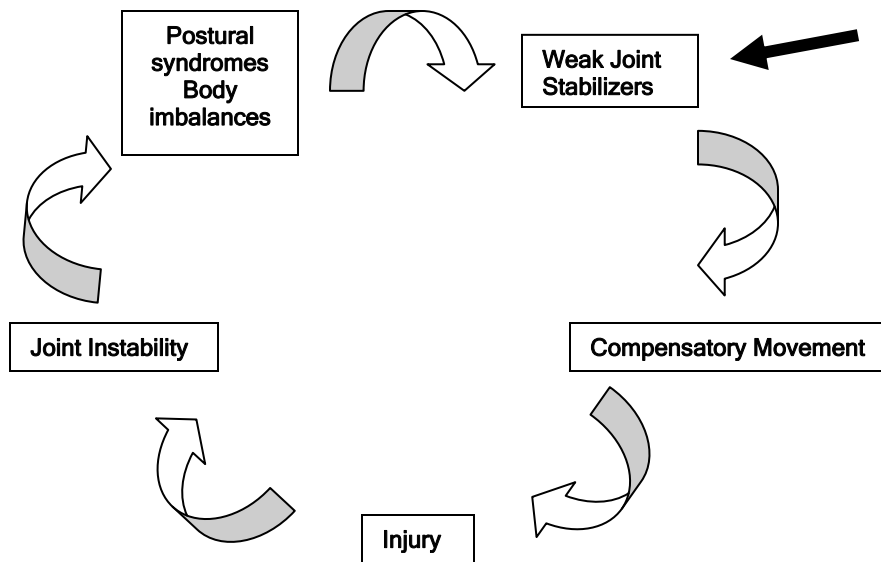 Postural
syndromes
Body
imbalances
Weak Joint
Stabilizers
Joint Instability
Compensatory Movement
Injury